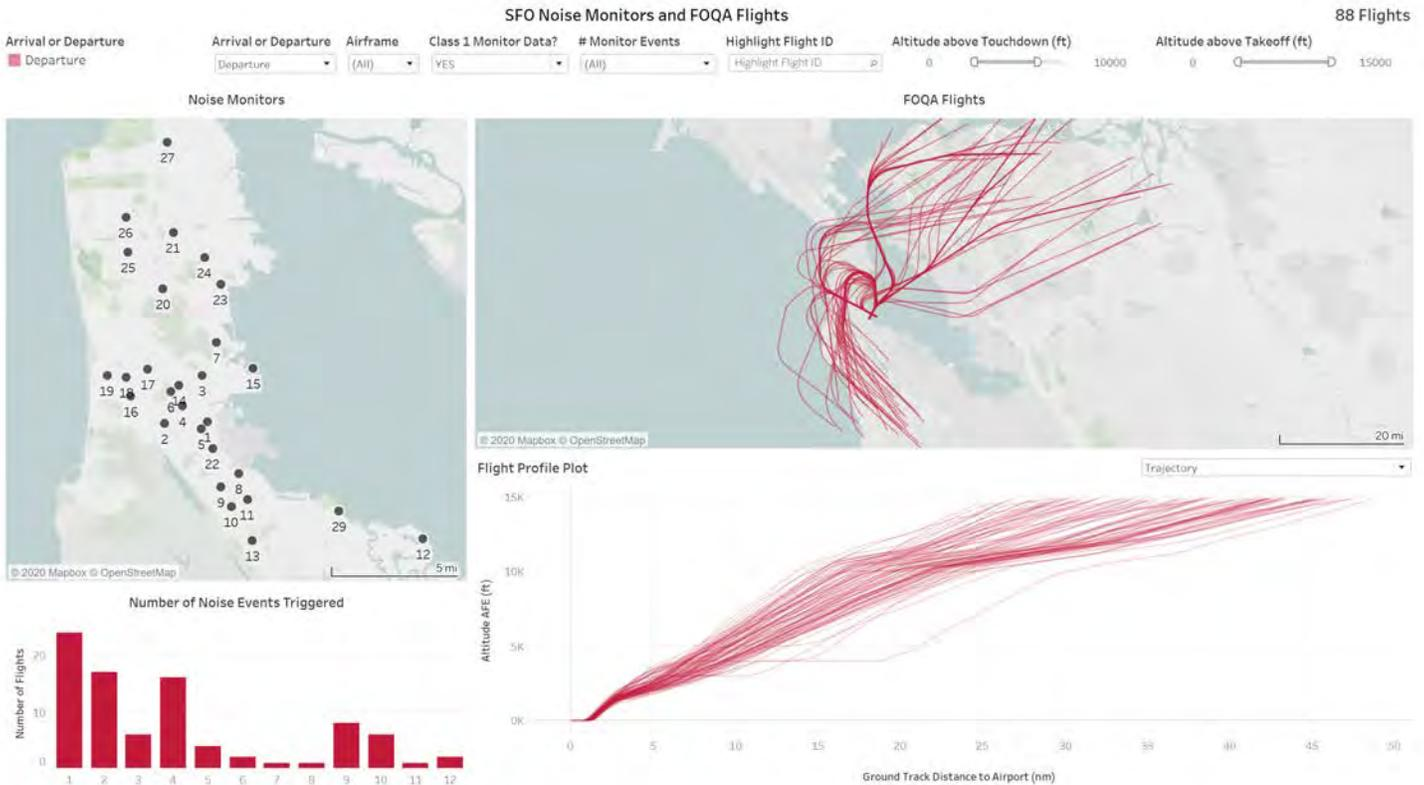 SFO Noise Monitors and FOQA Flights
88 Flights
Arrival or Departure
Departure
Arrival or Departure
Departure
Airframe
(All)
Class 1 Monitor Data?
YES
# Monitor Events
(All)
Highlight Flight ID
Highlight Flight ID
Altitude above Touchdown (ft)
0
10000
Altitude above Takeoff (ft)
0
15000
Noise Monitors
27
26
21
25
24
20
23
7
19
18
17
3
15
16
14
6
4
2
1
5
22
8
9
11
10
29
13
12
© 2020 Mapbox © OpenStreetMap
5 mi
FOQA Flights
© 2020 Mapbox © OpenStreetMap
20 mi
Number of Noise Events Triggered
Number of Flights
20
10
0
1 2 3 4 5 6 7 8 9 10 11 12
Flight Profile Plot
Trajectory
Altitude AFE (ft)
15K
10K
5K
0K
0 5 10 15 20 25 30 35 40 45 50
Ground Track Distance to Airport (nm)